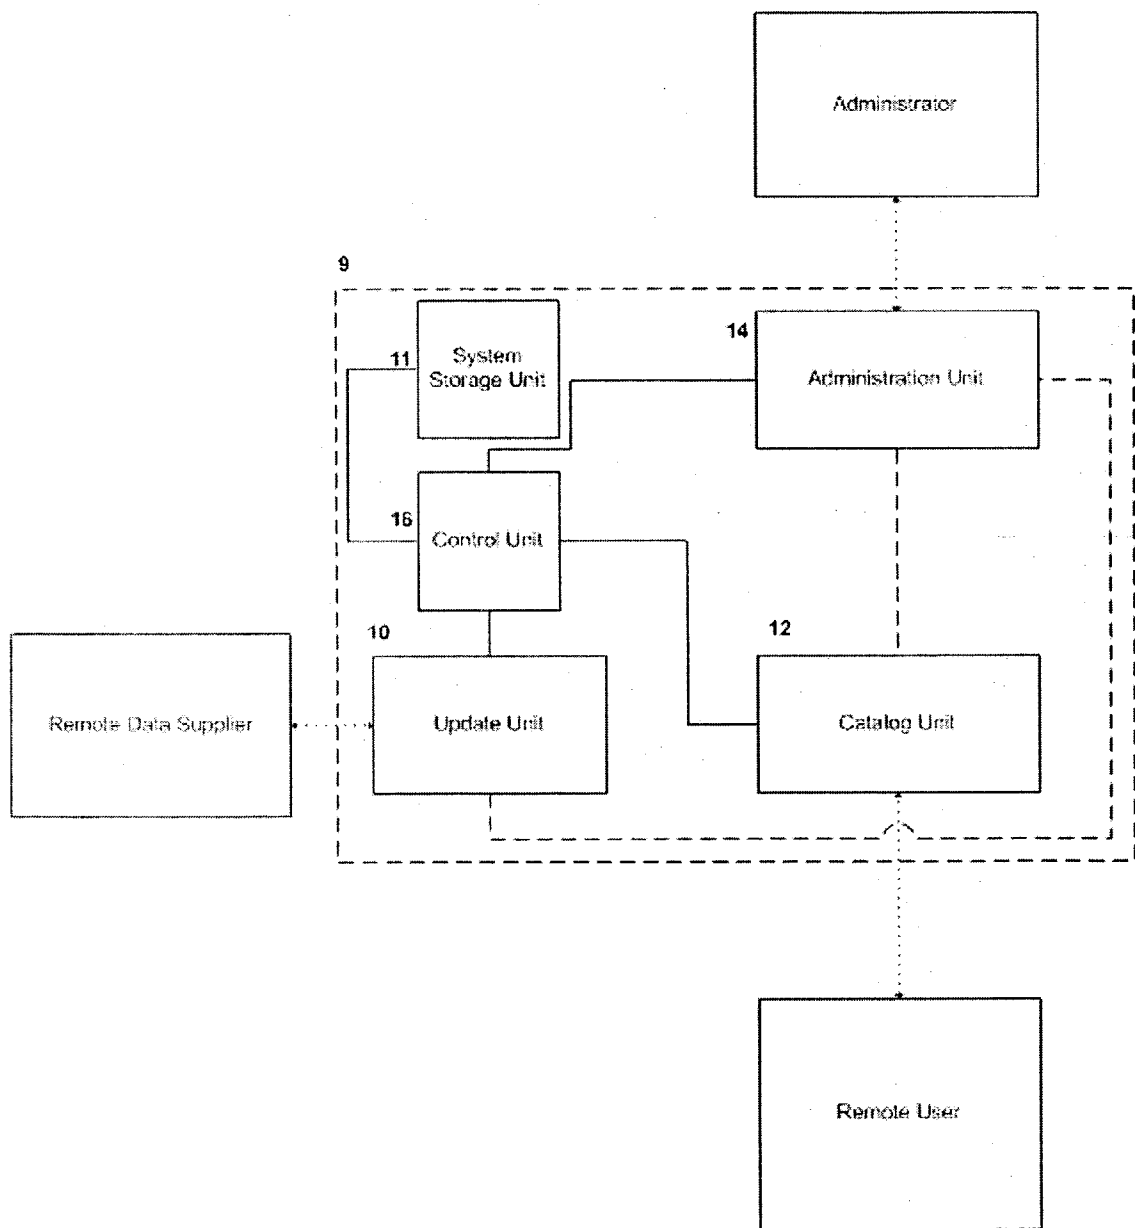 Administrator
9
14
11
System
Storage Unit
Administration Unit
16
Control Unit
10
12
Remote Data Supplier
Update Unit
Catalog Unit
Remote User